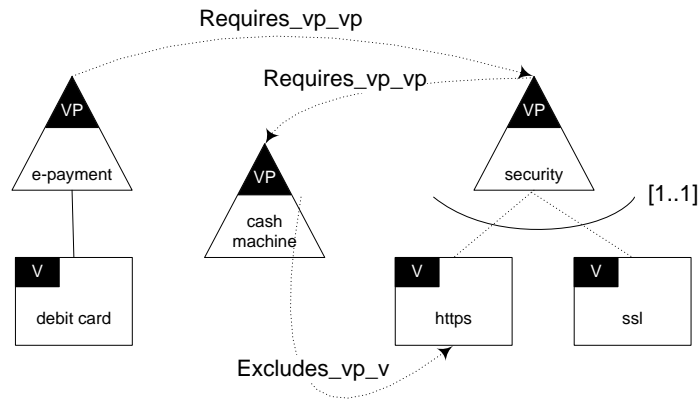 Requires_vp_vp
Requires_vp_vp
VP
e-payment
VP
cash
machine
VP
security
[1..1]
V
debit card
V
https
V
ssl
Excludes_vp_v